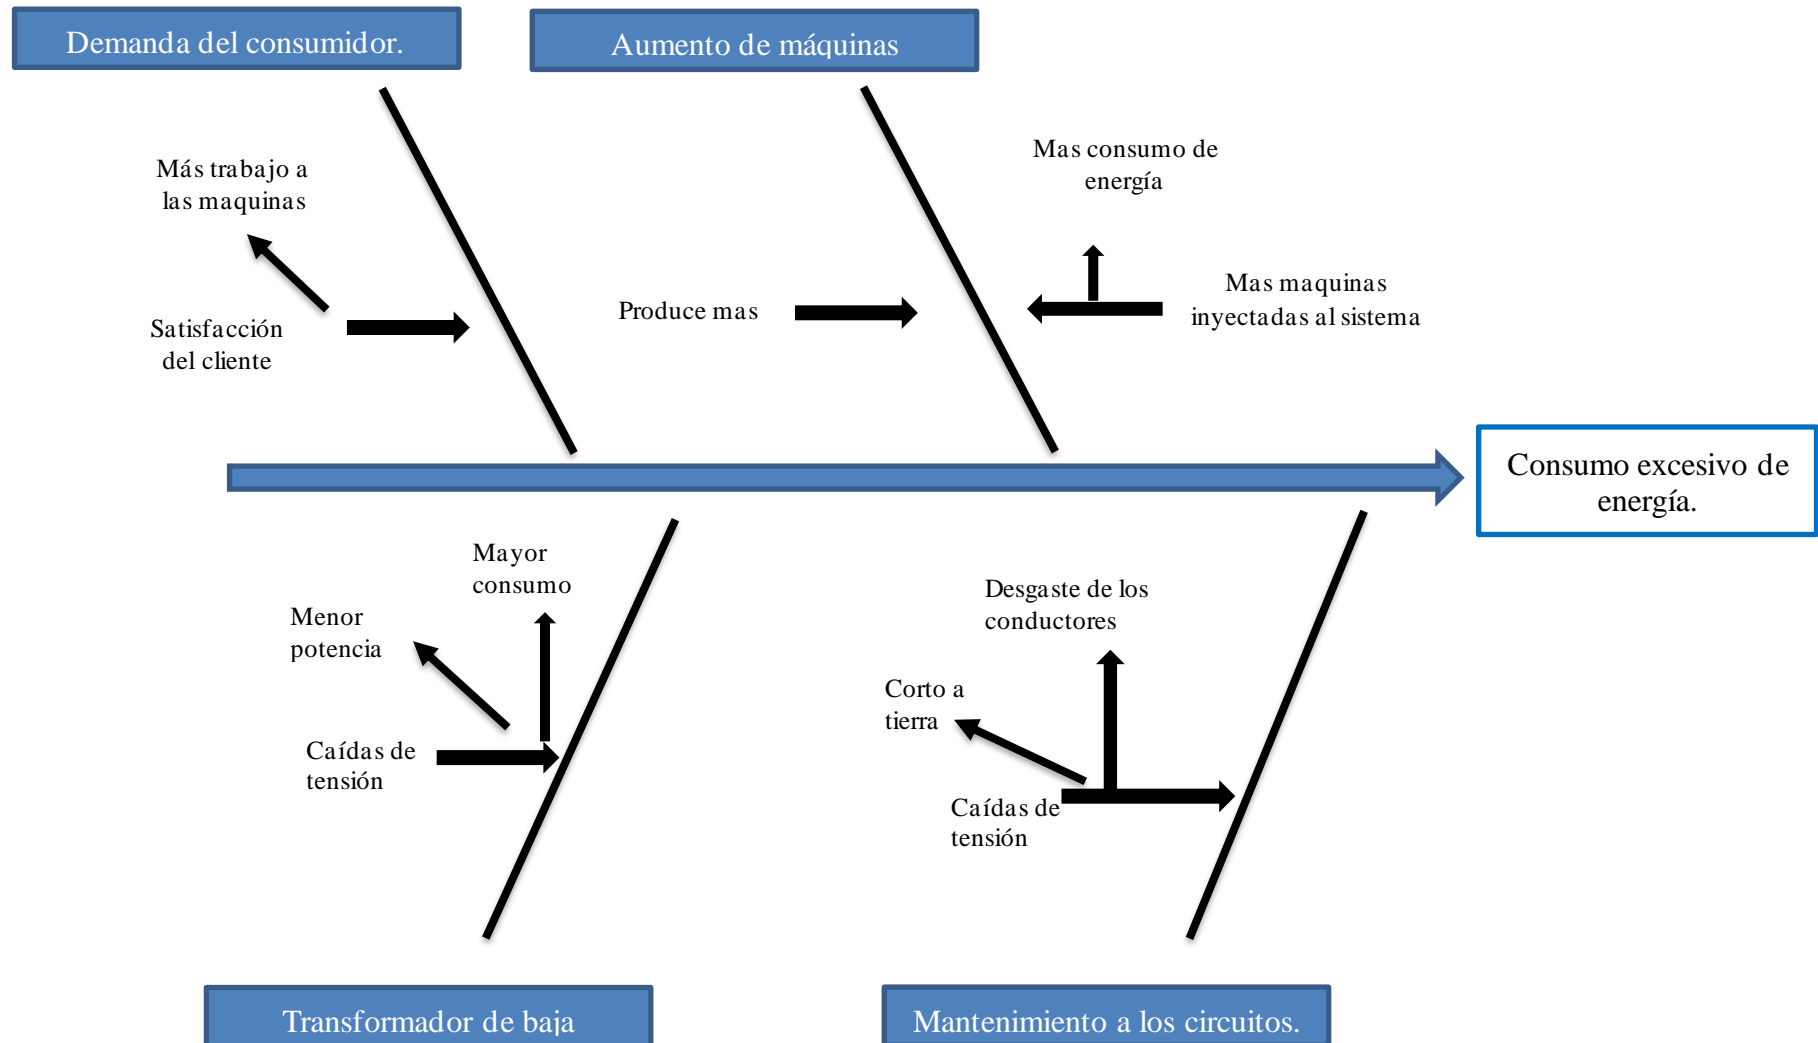 Demanda del consumidor.
Aumento de máquinas
Más trabajo a
las maquinas
Satisfacción
del cliente
Produce mas
Mas consumo de
energía
Mas maquinas
inyectadas al sistema
Consumo excesivo de
energía.
Mayor
consumo
Menor
potencia
Caídas de
tensión
Desgaste de los
conductores
Corto a
tierra
Caídas de
tensión
Transformador de baja
Mantenimiento a los circuitos.